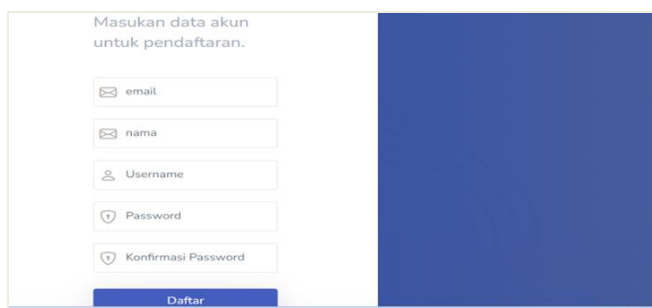 Masukan data akun
untuk pendaftaran.
email
nama
Username
Password
Konfirmasi Password
Daftar